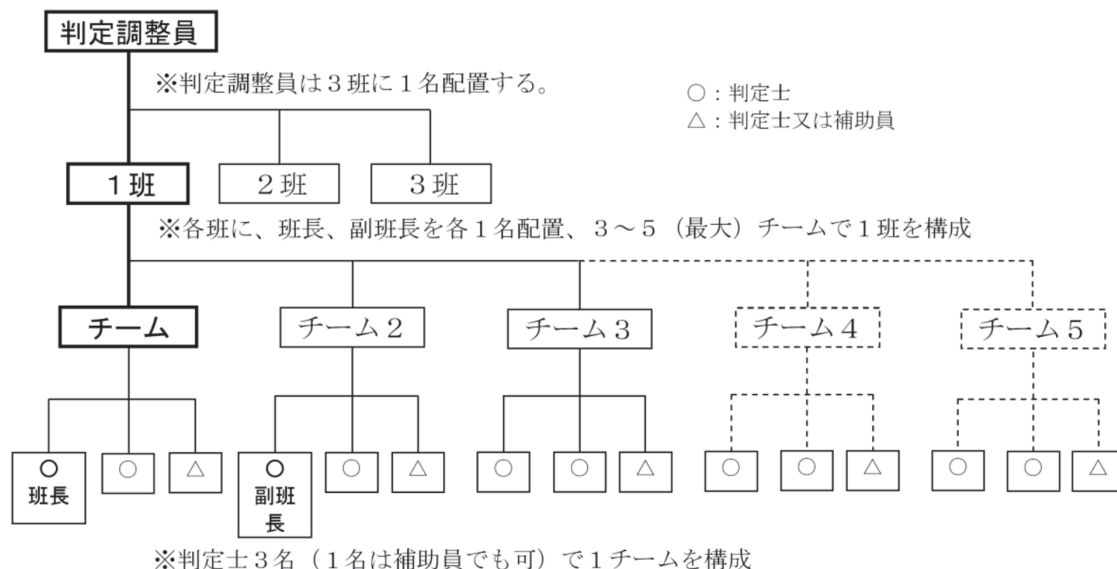 判定調整員
※判定調整員は３班に１名配置する。
○：判定士
△：判定士又は補助員
１班
２班
３班
※各班に、班長、副班長を各１名配置、３～５（最大）チームで１班を構成
チーム
チーム２
チーム３
チーム４
チーム５
○
班長
○
△
○
副班
長
○
△
○
○
△
○
○
△
○
○
△
※判定士３名（１名は補助員でも可）で１チームを構成